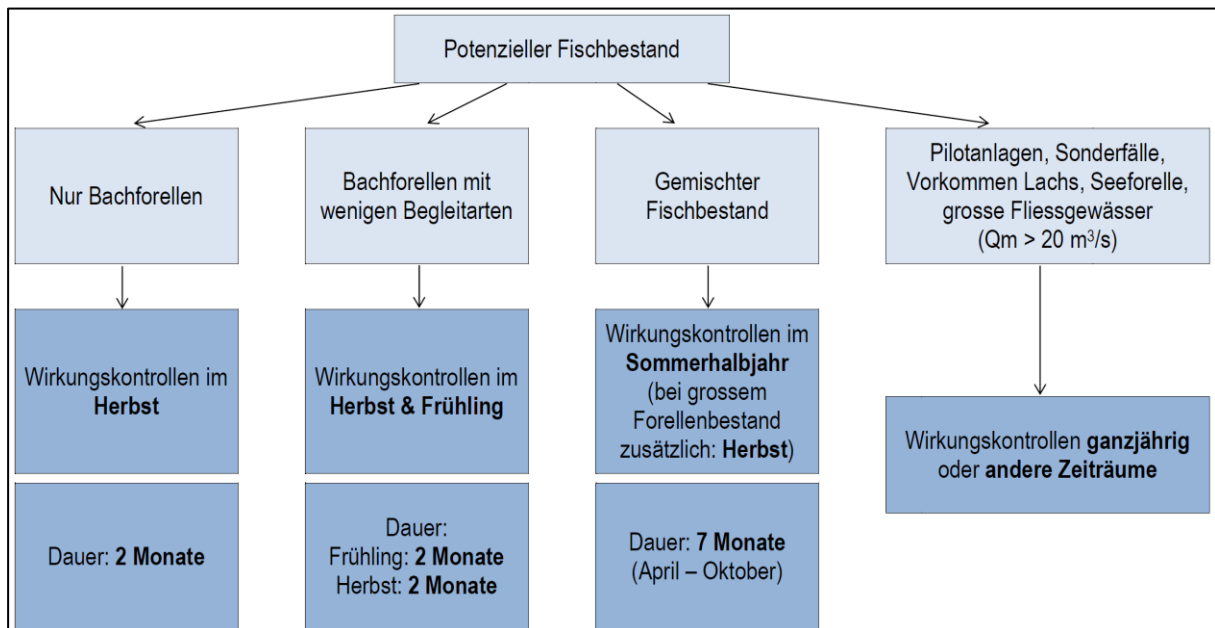 Potenzieller Fischbestand
Nur Bachforellen
Bachforellen mit
wenigen Begleitarten
Gemischter
Fischbestand
Pilotanlagen, Sonderfälle,
Vorkommen Lachs, Seeforelle,
grosse Fliessgewässer
(Qm > 20 m³/s)
Wirkungskontrollen im
Herbst
Wirkungskontrollen im
Herbst & Frühling
Wirkungskontrollen im
Sommerhalbjahr
(bei grossem
Forellenbestand
zusätzlich: Herbst)
Wirkungskontrollen ganzjährig
oder andere Zeiträume
Dauer: 2 Monate
Dauer:
Frühling: 2 Monate
Herbst: 2 Monate
Dauer: 7 Monate
(April – Oktober)